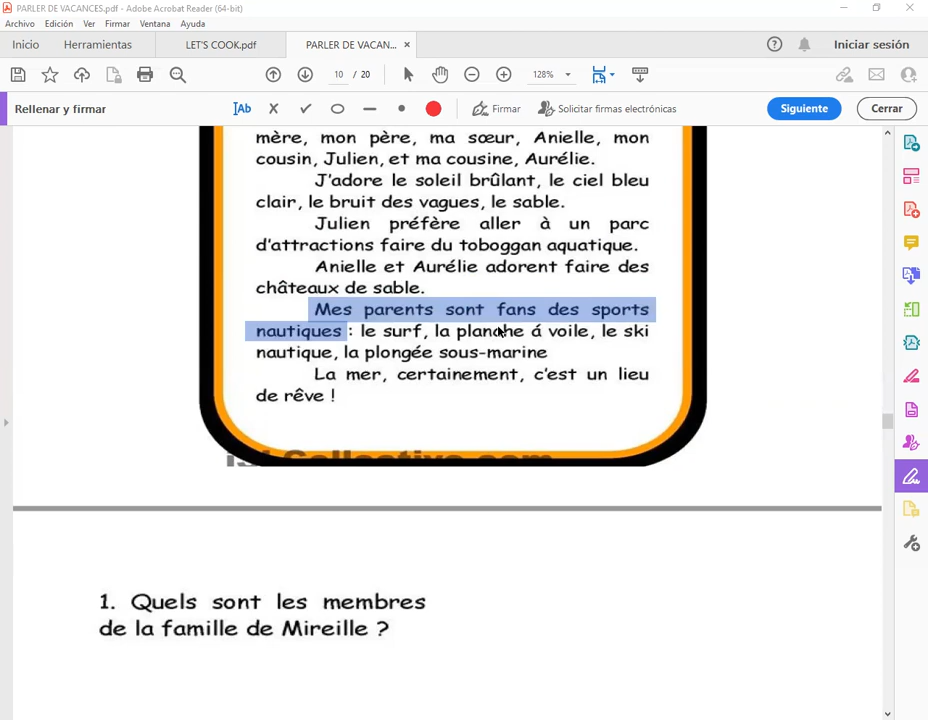 PARLER DE VACANCES.pdf - Adobe Acrobat Reader (64-bit)
Archivo Edición Ver Firmar Ventana Ayuda
Inicio Herramientas LET'S COOK.pdf PARLER DE VACAN... × Iniciar sesión
10 / 20 128%
Rellenar y firmar Ab Firmar Solicitar firmas electrónicas Siguiente Cerrar
mère, mon père, ma sœur, Anielle, mon
cousin, Julien, et ma cousine, Aurélie.
J'adore le soleil brûlant, le ciel bleu
clair, le bruit des vagues, le sable.
Julien préfère aller à un parc
d'attractions faire du toboggan aquatique.
Anielle et Aurélie adorent faire des
châteaux de sable.
Mes parents sont fans des sports
nautiques : le surf, la planche á voile, le ski
nautique, la plongée sous-marine
La mer, certainement, c'est un lieu
de rêve !
iSLCollective.com
1. Quels sont les membres
de la famille de Mireille ?